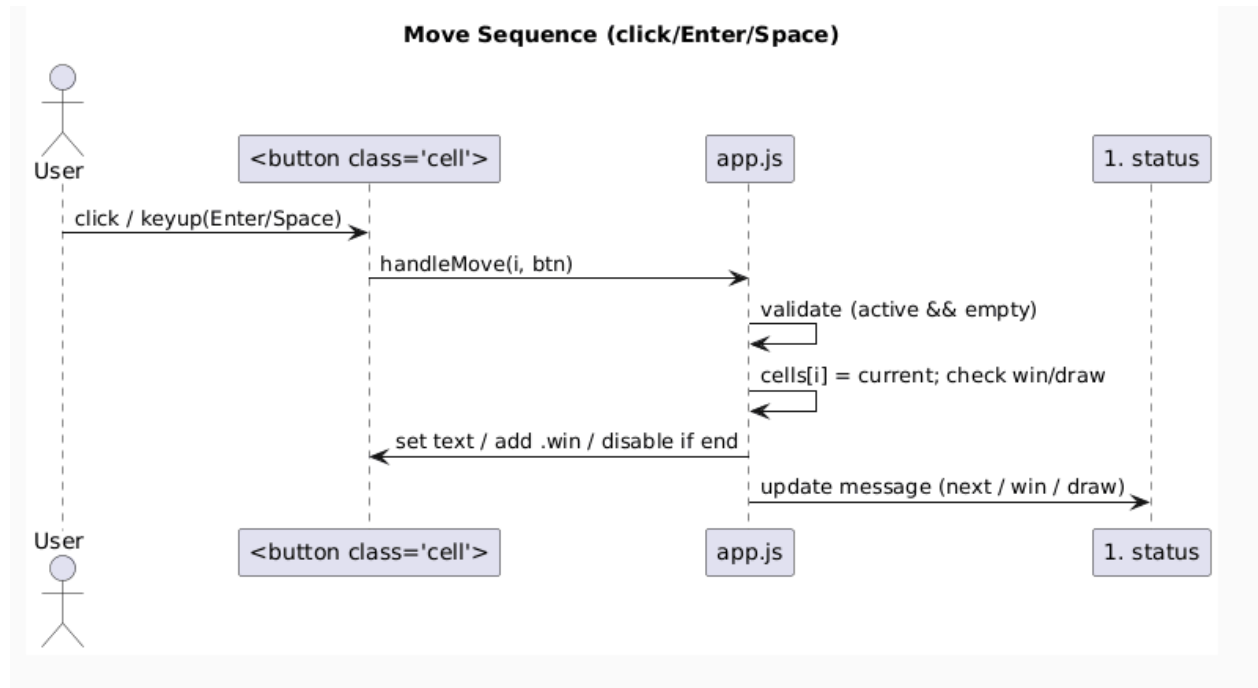 Move Sequence (click/Enter/Space)
User
<button class='cell'>
app.js
1. status
click / keyup(Enter/Space)
handleMove(i, btn)
validate (active && empty)
cells[i] = current; check win/draw
set text / add .win / disable if end
update message (next / win / draw)
User
<button class='cell'>
app.js
1. status